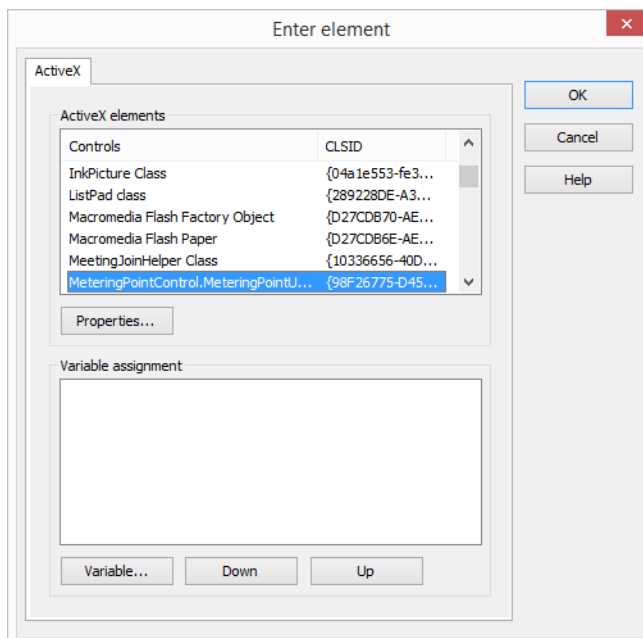 Enter element
ActiveX
OK
Cancel
Help
ActiveX elements
Controls CLSID
InkPicture Class {04a1e553-fe3...
ListPad class {289228DE-A3...
Macromedia Flash Factory Object {D27CDB70-AE...
Macromedia Flash Paper {D27CDB6E-AE...
MeetingJoinHelper Class {10336656-40D...
MeteringPointControl.MeteringPointU... {98F26775-D45...
Properties...
Variable assignment
Variable...
Down
Up